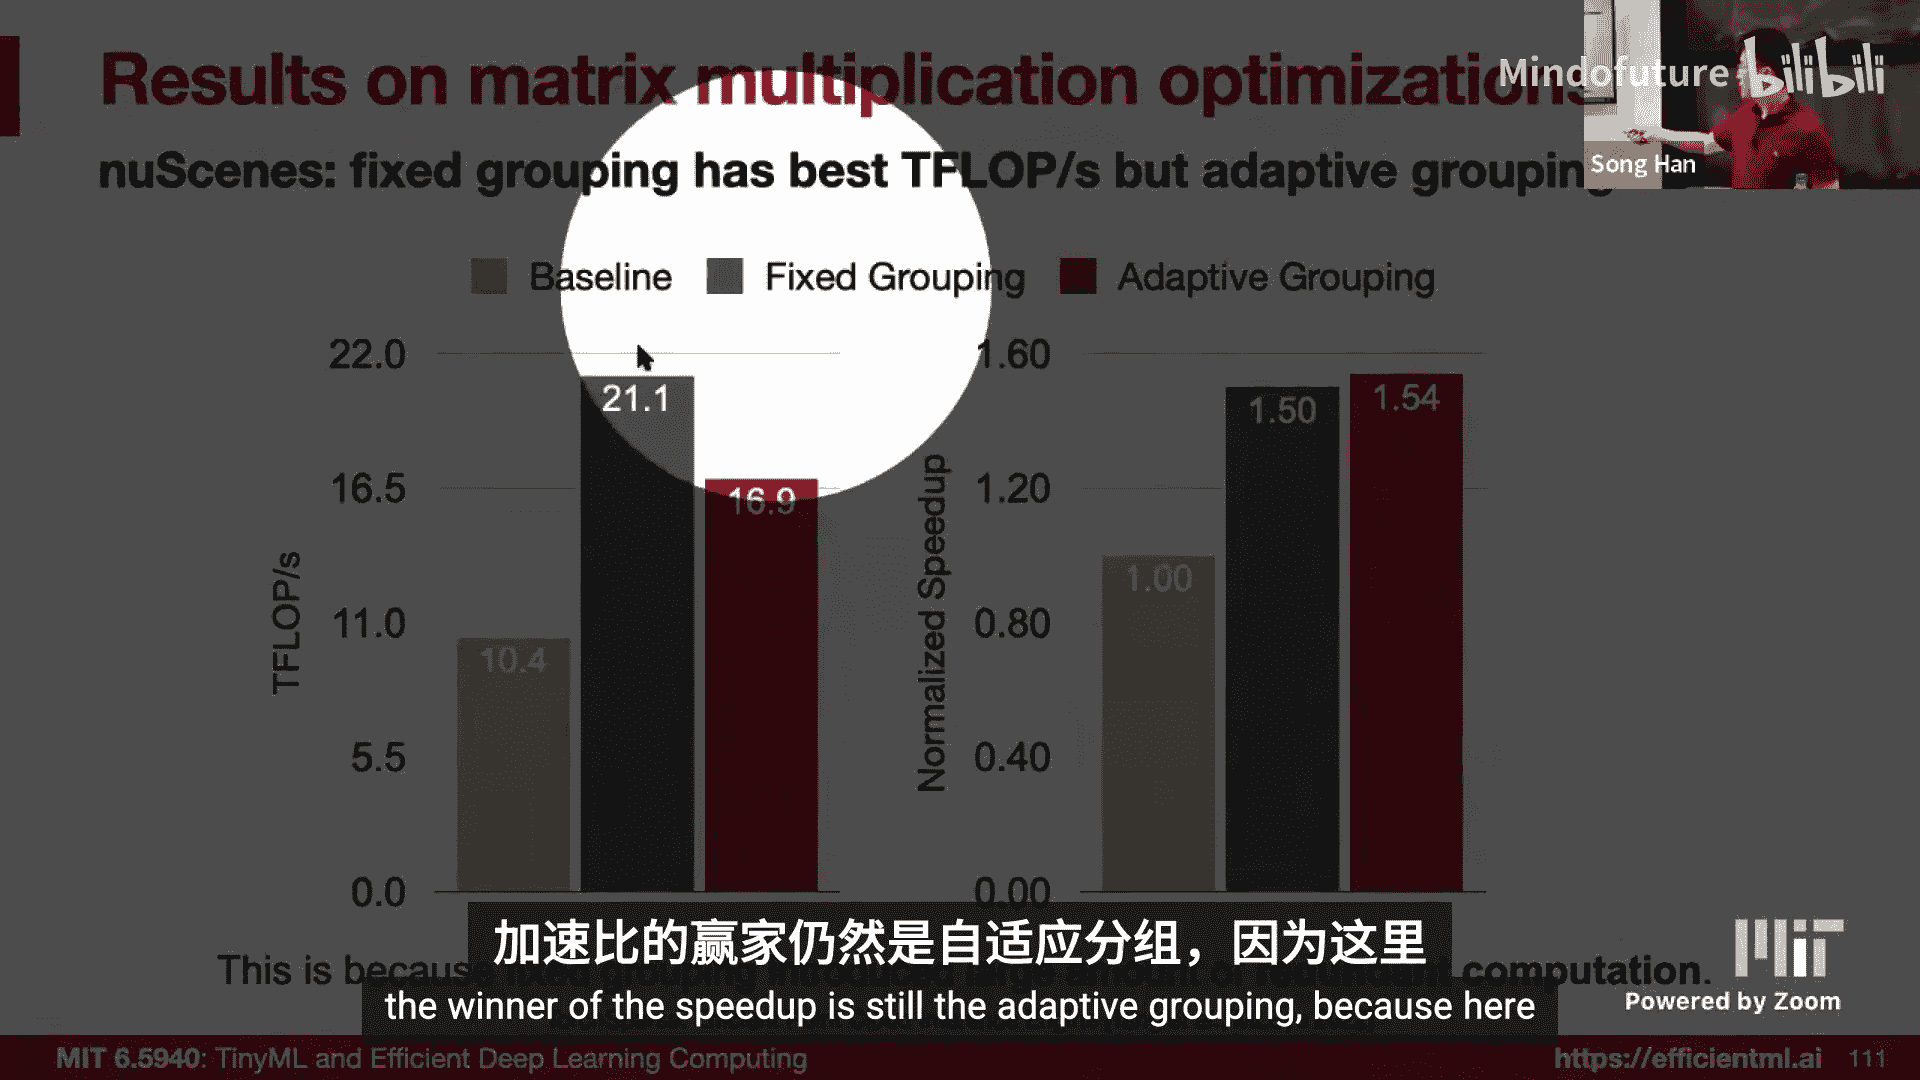 Results on matrix multiplication optimizations
Mindofuture
bilibili
nuScenes: fixed grouping has best TFLOP/s but adaptive grouping
Song Han
Baseline
Fixed Grouping
Adaptive Grouping
22.0
16.5
11.0
5.5
0.0
TFLOP/s
10.4
21.1
16.9
1.60
1.20
0.80
0.40
0.00
Normalized Speedup
1.00
1.50
1.54
加速比的赢家仍然是自适应分组，因为这里
This is because computation.
the winner of the speedup is still the adaptive grouping, because here
MIT
Powered by Zoom
MIT 6.5940: TinyML and Efficient Deep Learning Computing
https://efficientml.ai
111